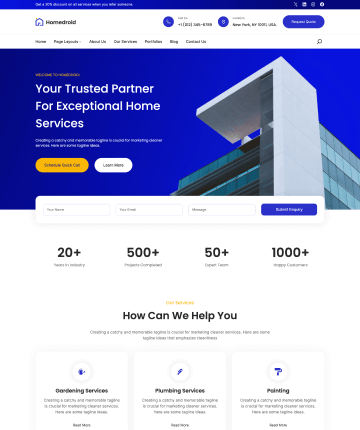 Get a 30% discount on all services when you refer someone.
Homedroid
Call Us
+1 (212) 345-6789
Location
New York, NY 10001, USA.
Request Quote
Home
Page Layouts
About Us
Our Services
Portfolios
Blog
Contact Us
WELCOME TO HOMEDROID
Your Trusted Partner
For Exceptional Home
Services
Creating a catchy and memorable tagline is crucial for marketing cleaner
services. Here are some tagline ideas.
Schedule Quick Call
Learn More
Your Name
Your Email
Message
Submit Enquiry
20+
500+
50+
1000+
Years in Industry
Projects Completed
Expert Team
Happy Customers
Our Services
How Can We Help You
Creating a catchy and memorable tagline is crucial for marketing cleaner services. Here are some
tagline ideas that emphasize cleanliness
Gardening Services
Creating a catchy and memorable tagline
is crucial for marketing cleaner services.
Here are some tagline ideas.
Read More
Plumbing Services
Creating a catchy and memorable tagline
is crucial for marketing cleaner services.
Here are some tagline ideas.
Read More
Painting
Creating a catchy and memorable tagline
is crucial for marketing cleaner services.
Here are some tagline ideas.
Read More